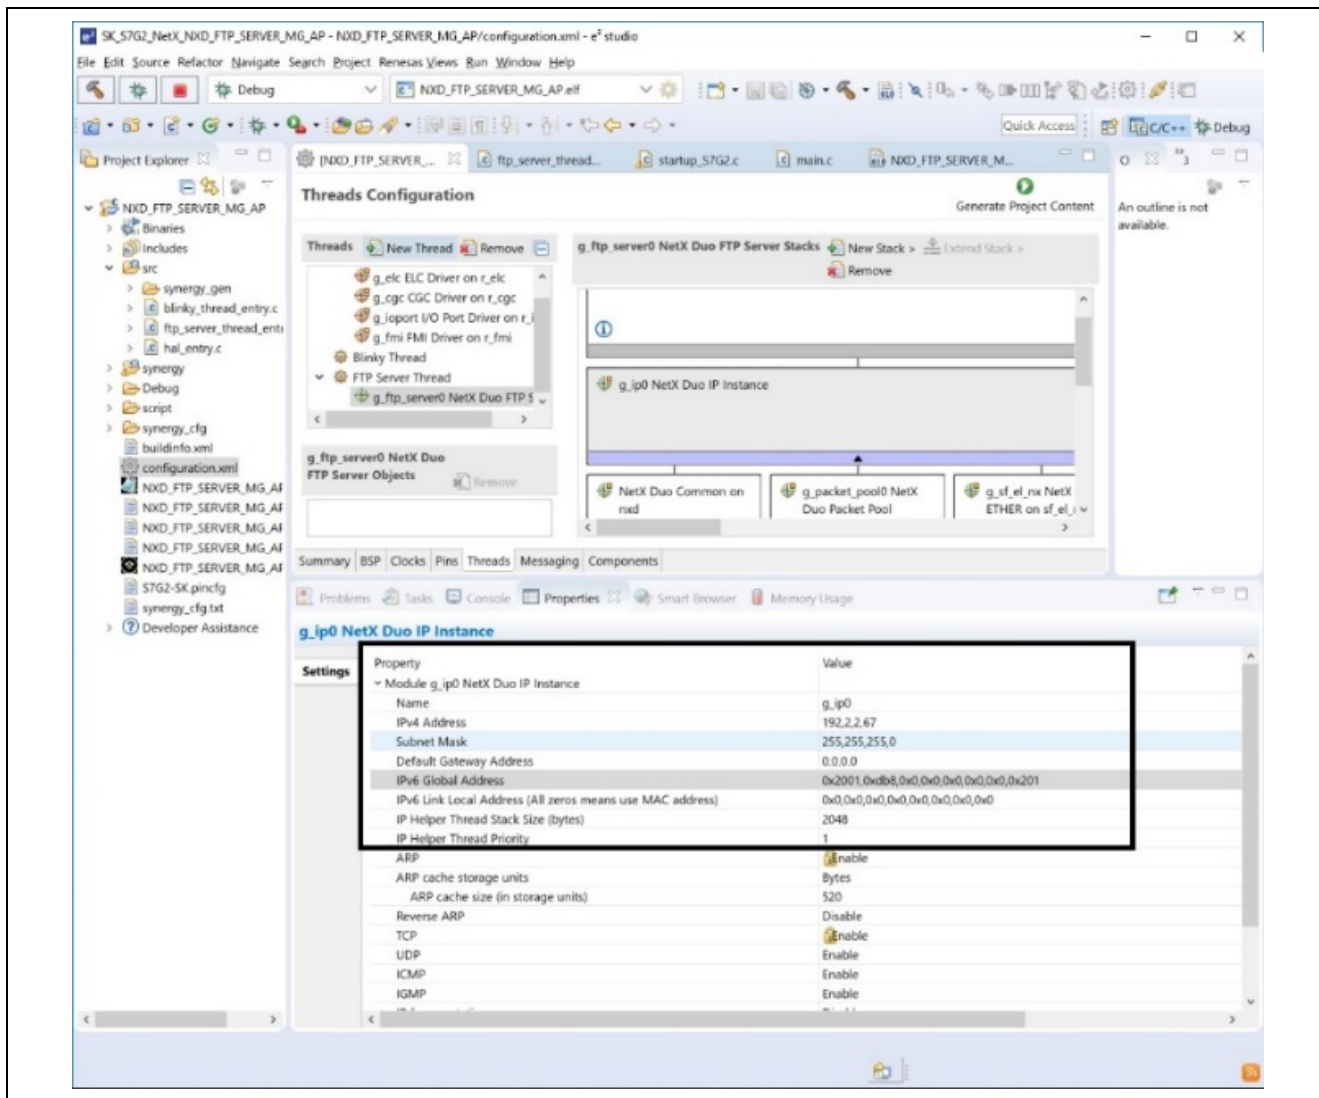 SK_S7G2_NetX_NXD_FTP_SERVER_MG_AP - NXD_FTP_SERVER_MG_AP/configuration.xml - e² studio
File Edit Source Refactor Navigate Search Project Renesas Views Run Window Help
Debug NXD_FTP_SERVER_MG_AP.elf
Quick Access C/C++ Debug
Project Explorer
NXD_FTP_SERVER_MG_AP
Binaries
Includes
src
synergy_gen
blinky_thread_entry.c
ftp_server_thread_entr
hal_entry.c
synergy
Debug
script
synergy_cfg
buildinfo.xml
configuration.xml
NXD_FTP_SERVER_MG_AF
NXD_FTP_SERVER_MG_AF
NXD_FTP_SERVER_MG_AF
NXD_FTP_SERVER_MG_AF
NXD_FTP_SERVER_MG_AF
S7G2-SK.pincfg
synergy_cfg.txt
Developer Assistance
[NXD_FTP_SERVER_... ftp_server_thread... startup_S7G2.c main.c NXD_FTP_SERVER_M...
Threads Configuration
Generate Project Content
Threads New Thread Remove
g_elc ELC Driver on r_elc
g_cgc CGC Driver on r_cgc
g_ioport I/O Port Driver on r_i
g_fmi FMI Driver on r_fmi
Blinky Thread
FTP Server Thread
g_ftp_server0 NetX Duo FTP S
g_ftp_server0 NetX Duo
FTP Server Objects
Remove
g_ftp_server0 NetX Duo FTP Server Stacks New Stack > Extend Stack >
Remove
g_ip0 NetX Duo IP Instance
NetX Duo Common on
nxd
g_packet_pool0 NetX
Duo Packet Pool
g_sf_el_nx NetX
ETHER on sf_el_
Summary BSP Clocks Pins Threads Messaging Components
3
An outline is not
available.
Problems Tasks Console Properties Smart Browser Memory Usage
g_ip0 NetX Duo IP Instance
Settings
Property Value
Module g_ip0 NetX Duo IP Instance
Name g_ip0
IPv4 Address 192,2,2,67
Subnet Mask 255,255,255,0
Default Gateway Address 0.0.0.0
IPv6 Global Address 0x2001,0xdb8,0x0,0x0,0x0,0x0,0x0,0x201
IPv6 Link Local Address (All zeros means use MAC address) 0x0,0x0,0x0,0x0,0x0,0x0,0x0,0x0
IP Helper Thread Stack Size (bytes) 2048
IP Helper Thread Priority 1
ARP Enable
ARP cache storage units Bytes
ARP cache size (in storage units) 520
Reverse ARP Disable
TCP Enable
UDP Enable
ICMP Enable
IGMP Enable